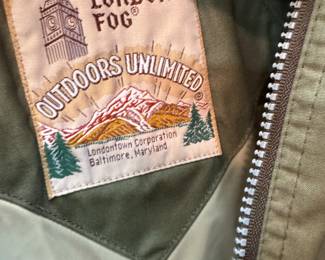 LONDON
FOG®
OUTDOORS UNLIMITED®
Londontown Corporation
Baltimore, Maryland